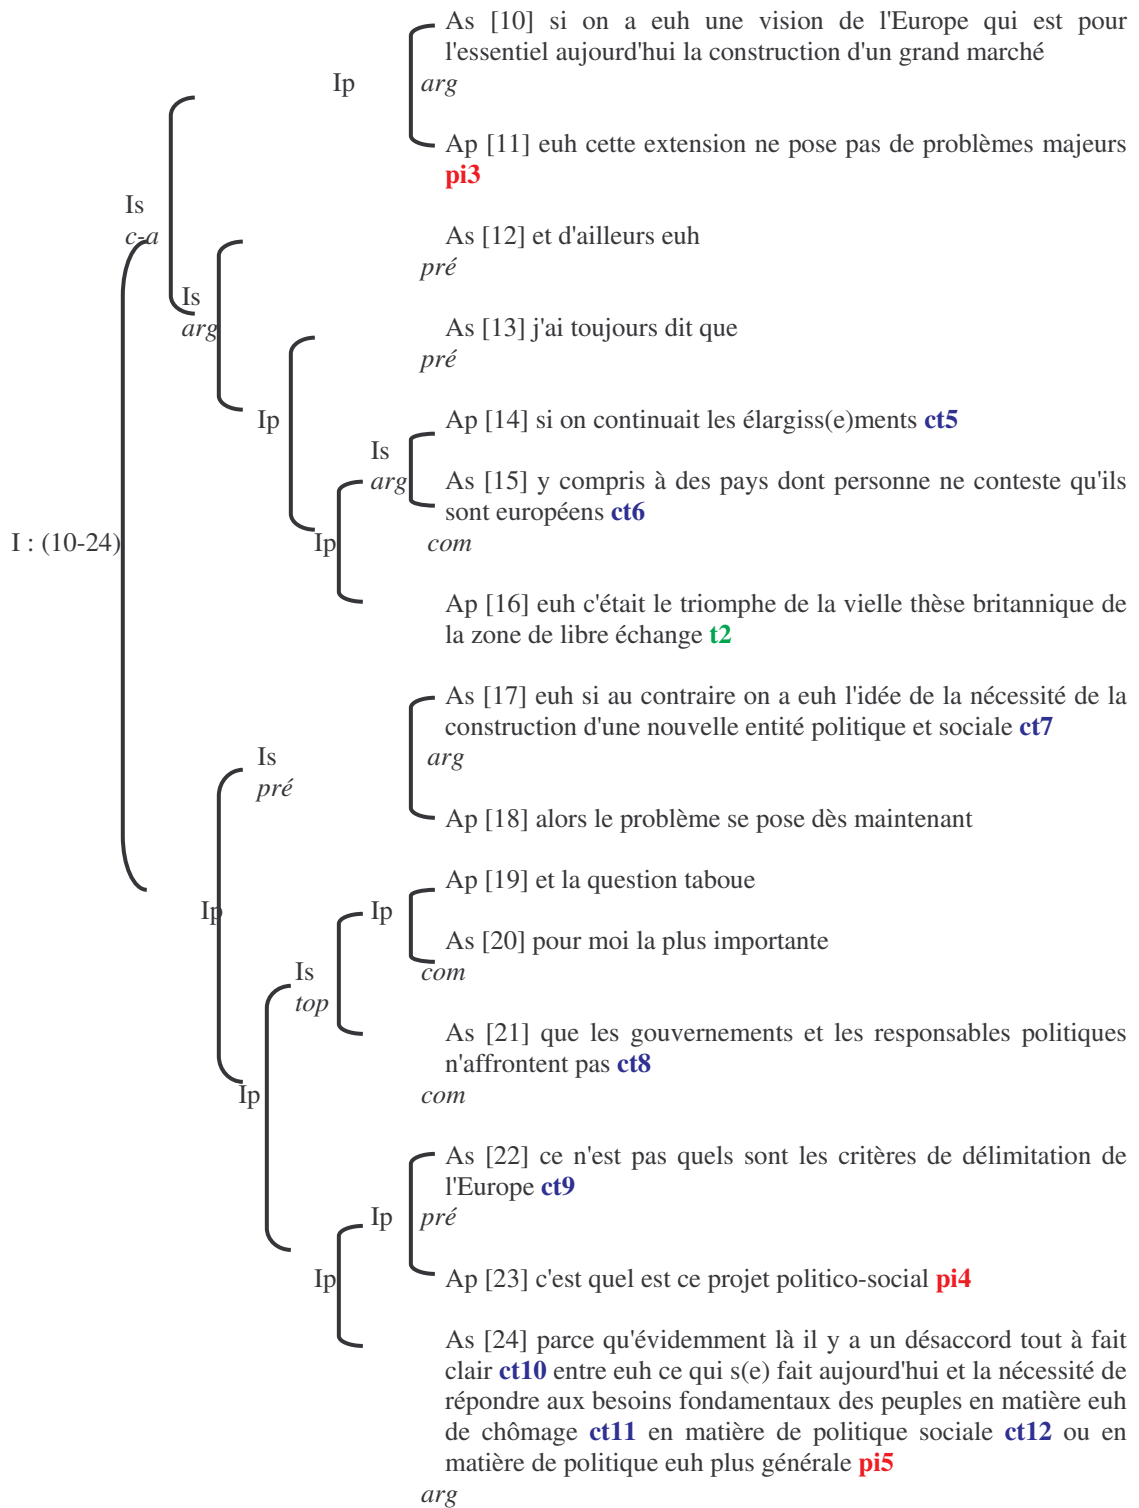 As [10] si on a euh une vision de l'Europe qui est pour
l'essentiel aujourd'hui la construction d'un grand marché
Ip
arg
Ap [11] euh cette extension ne pose pas de problèmes majeurs
pi3
Is
c-a
As [12] et d'ailleurs euh
pré
Is
arg
As [13] j'ai toujours dit que
pré
Ip
Ap [14] si on continuait les élargiss(e)ments ct5
Is
arg
As [15] y compris à des pays dont personne ne conteste qu'ils
sont européens ct6
I : (10-24)
Ip
com
Ap [16] euh c'était le triomphe de la vielle thèse britannique de
la zone de libre échange t2
As [17] euh si au contraire on a euh l'idée de la nécessité de la
construction d'une nouvelle entité politique et sociale ct7
Is
arg
pré
Ap [18] alors le problème se pose dès maintenant
Ap [19] et la question taboue
Ip
Ip
As [20] pour moi la plus importante
Is
com
top
As [21] que les gouvernements et les responsables politiques
n'affrontent pas ct8
Ip
com
As [22] ce n'est pas quels sont les critères de délimitation de
l'Europe ct9
Ip
pré
Ip
Ap [23] c'est quel est ce projet politico-social pi4
As [24] parce qu'évidemment là il y a un désaccord tout à fait
clair ct10 entre euh ce qui s(e) fait aujourd'hui et la nécessité de
répondre aux besoins fondamentaux des peuples en matière euh
de chômage ct11 en matière de politique sociale ct12 ou en
matière de politique euh plus générale pi5
arg